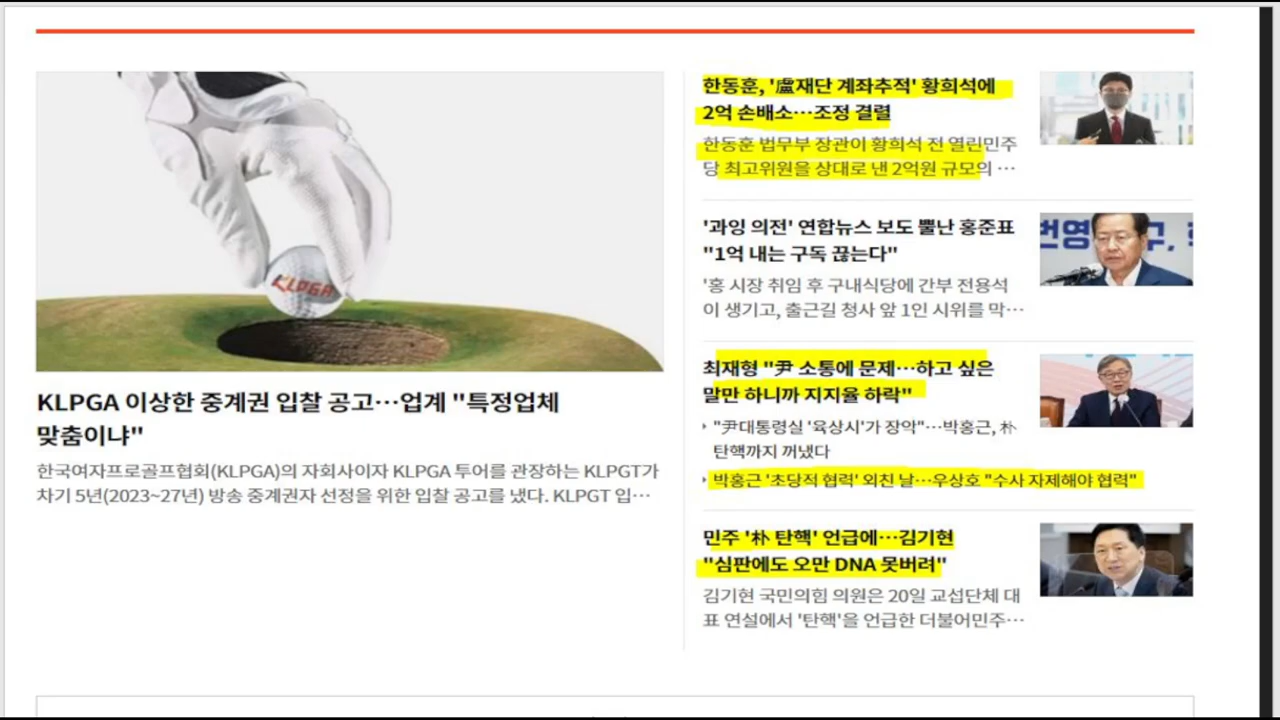 KLPGA
KLPGA 이상한 중계권 입찰 공고…업계 "특정업체
맞춤이냐"
한국여자프로골프협회(KLPGA)의 자회사이자 KLPGA 투어를 관장하는 KLPGT가
차기 5년(2023~27년) 방송 중계권자 선정을 위한 입찰 공고를 냈다. KLPGT 입…
한동훈, '盧재단 계좌추적' 황희석에
2억 손배소…조정 결렬
한동훈 법무부 장관이 황희석 전 열린민주
당 최고위원을 상대로 낸 2억원 규모의 …
'과잉 의전' 연합뉴스 보도 뿔난 홍준표
"1억 내는 구독 끊는다"
'홍 시장 취임 후 구내식당에 간부 전용석
이 생기고, 출근길 청사 앞 1인 시위를 막…
번영
구,
최재형 "尹 소통에 문제…하고 싶은
말만 하니까 지지율 하락"
"尹대통령실 '육상시'가 장악"…박홍근, 朴
탄핵까지 꺼냈다
박홍근 '초당적 협력' 외친 날…우상호 "수사 자제해야 협력"
민주 '朴 탄핵' 언급에…김기현
"심판에도 오만 DNA 못버려"
김기현 국민의힘 의원은 20일 교섭단체 대
표 연설에서 '탄핵'을 언급한 더불어민주…